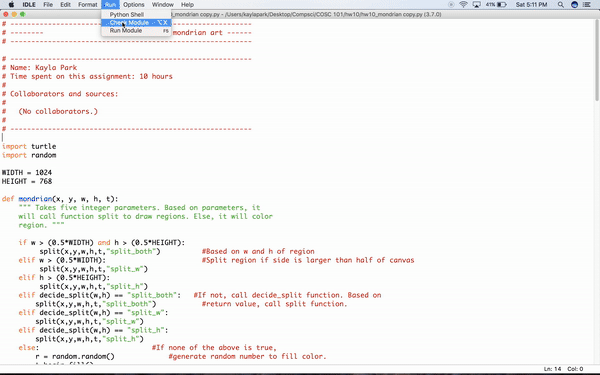 IDLE File Edit Format Run Options Window Help 41% Sat 5:11 PM
_mondrian copy.py - /Users/kaylapark/Desktop/Compsci/COSC 101/hw10/hw10_mondrian copy.py (3.7.0)
Python Shell
Check Module ⌥X
Run Module F5
# ----------------------------------------------------------
# -------- mondrian art ------
# ----------------------------------------------------------
# ----------------------------------------------------------
# Name: Kayla Park
# Time spent on this assignment: 10 hours
#
# Collaborators and sources:
#
# (No collaborators.)
#
# ----------------------------------------------------------
import turtle
import random
WIDTH = 1024
HEIGHT = 768
def mondrian(x, y, w, h, t):
""" Takes five integer parameters. Based on parameters, it
will call function split to draw regions. Else, it will color
region. """
if w > (0.5*WIDTH) and h > (0.5*HEIGHT):
split(x,y,w,h,t,"split_both") #Based on w and h of region
elif w > (0.5*WIDTH): #Split region if side is larger than half of canvas
split(x,y,w,h,t,"split_w")
elif h > (0.5*HEIGHT):
split(x,y,w,h,t,"split_h")
elif decide_split(w,h) == "split_both": #If not, call decide_split function. Based on
split(x,y,w,h,t,"split_both") #return value, call split function.
elif decide_split(w,h) == "split_w":
split(x,y,w,h,t,"split_w")
elif decide_split(w,h) == "split_h":
split(x,y,w,h,t,"split_h")
else: #If none of the above is true,
r = random.random() #generate random number to fill color.
t.begin_fill()
Ln: 14 Col: 0